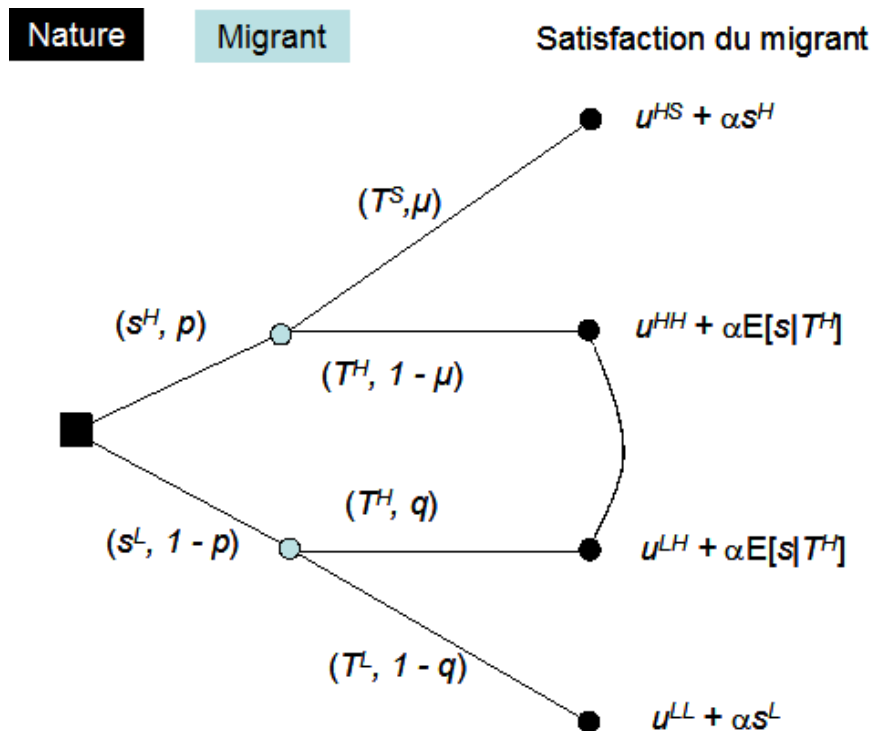 Nature Migrant Satisfaction du migrant
u^{HS} + αs^{H}
(T^{S},μ)
(s^{H}, p)
u^{HH} + αE[s|T^{H}]
(T^{H}, 1 - μ)
(T^{H}, q)
(s^{L}, 1 - p)
u^{LH} + αE[s|T^{H}]
(T^{L}, 1 - q)
u^{LL} + αs^{L}